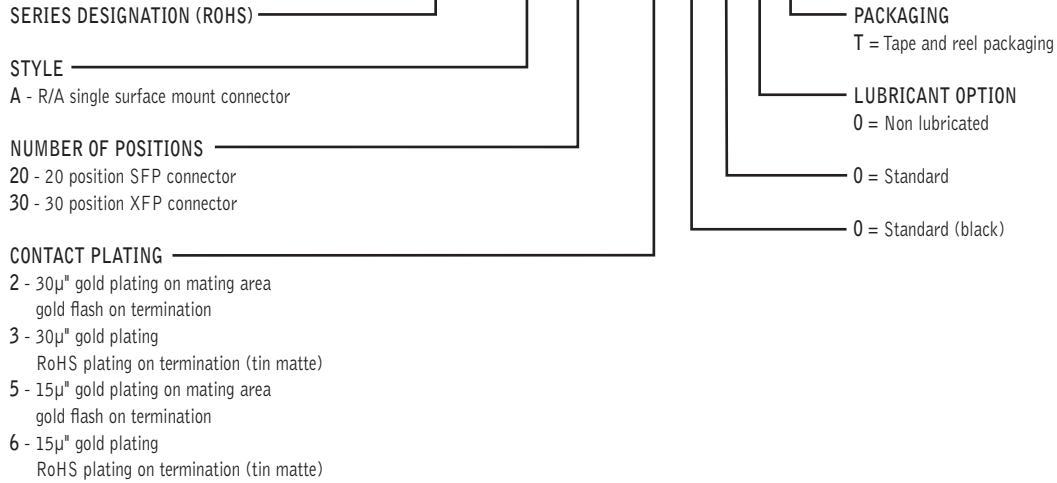 SERIES DESIGNATION (ROHS)
STYLE
A - R/A single surface mount connector
NUMBER OF POSITIONS
20 - 20 position SFP connector
30 - 30 position XFP connector
CONTACT PLATING
2 - 30µ" gold plating on mating area
gold flash on termination
3 - 30µ" gold plating
RoHS plating on termination (tin matte)
5 - 15µ" gold plating on mating area
gold flash on termination
6 - 15µ" gold plating
RoHS plating on termination (tin matte)
PACKAGING
T = Tape and reel packaging
LUBRICANT OPTION
0 = Non lubricated
0 = Standard
0 = Standard (black)